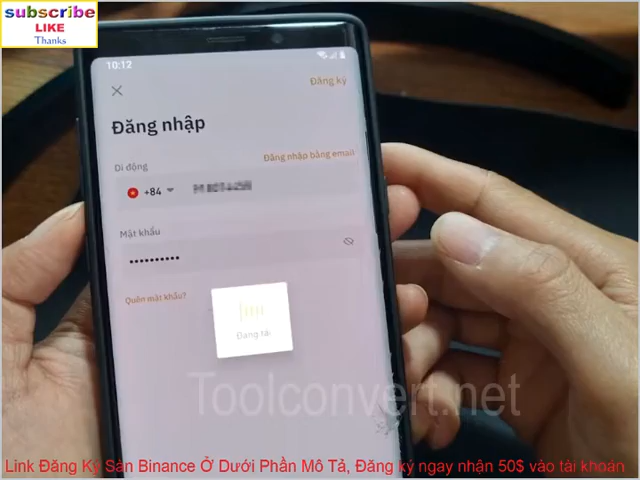 subscribe
LIKE
Thanks
10:12
Đăng ký
Đăng nhập
Di động
Đăng nhập bằng email
+84
Mật khẩu
Quên mật khẩu?
Đang tải
Toolconvert.net
Link Đăng Ký Sàn Binance Ở Dưới Phần Mô Tả, Đăng ký ngay nhận 50$ vào tài khoản